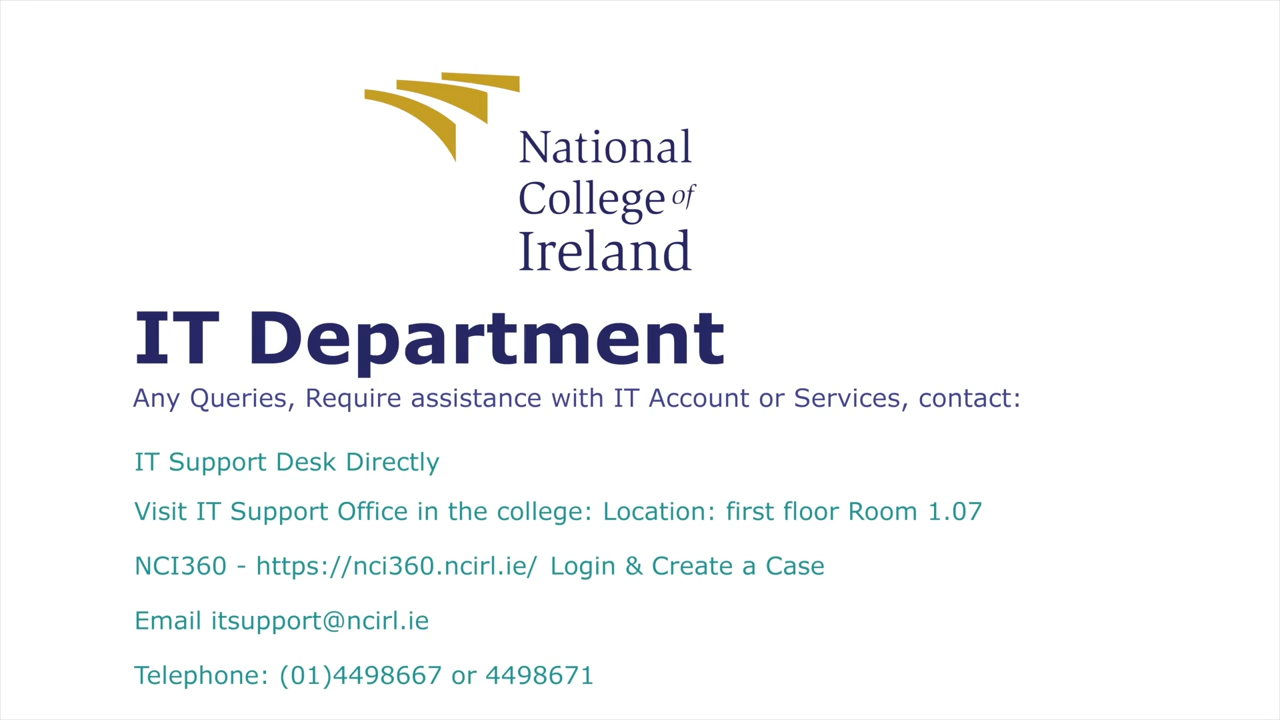 National
College of
Ireland
IT Department
Any Queries, Require assistance with IT Account or Services, contact:
IT Support Desk Directly
Visit IT Support Office in the college: Location: first floor Room 1.07
NCI360 - https://nci360.ncirl.ie/ Login & Create a Case
Email itsupport@ncirl.ie
Telephone: (01)4498667 or 4498671